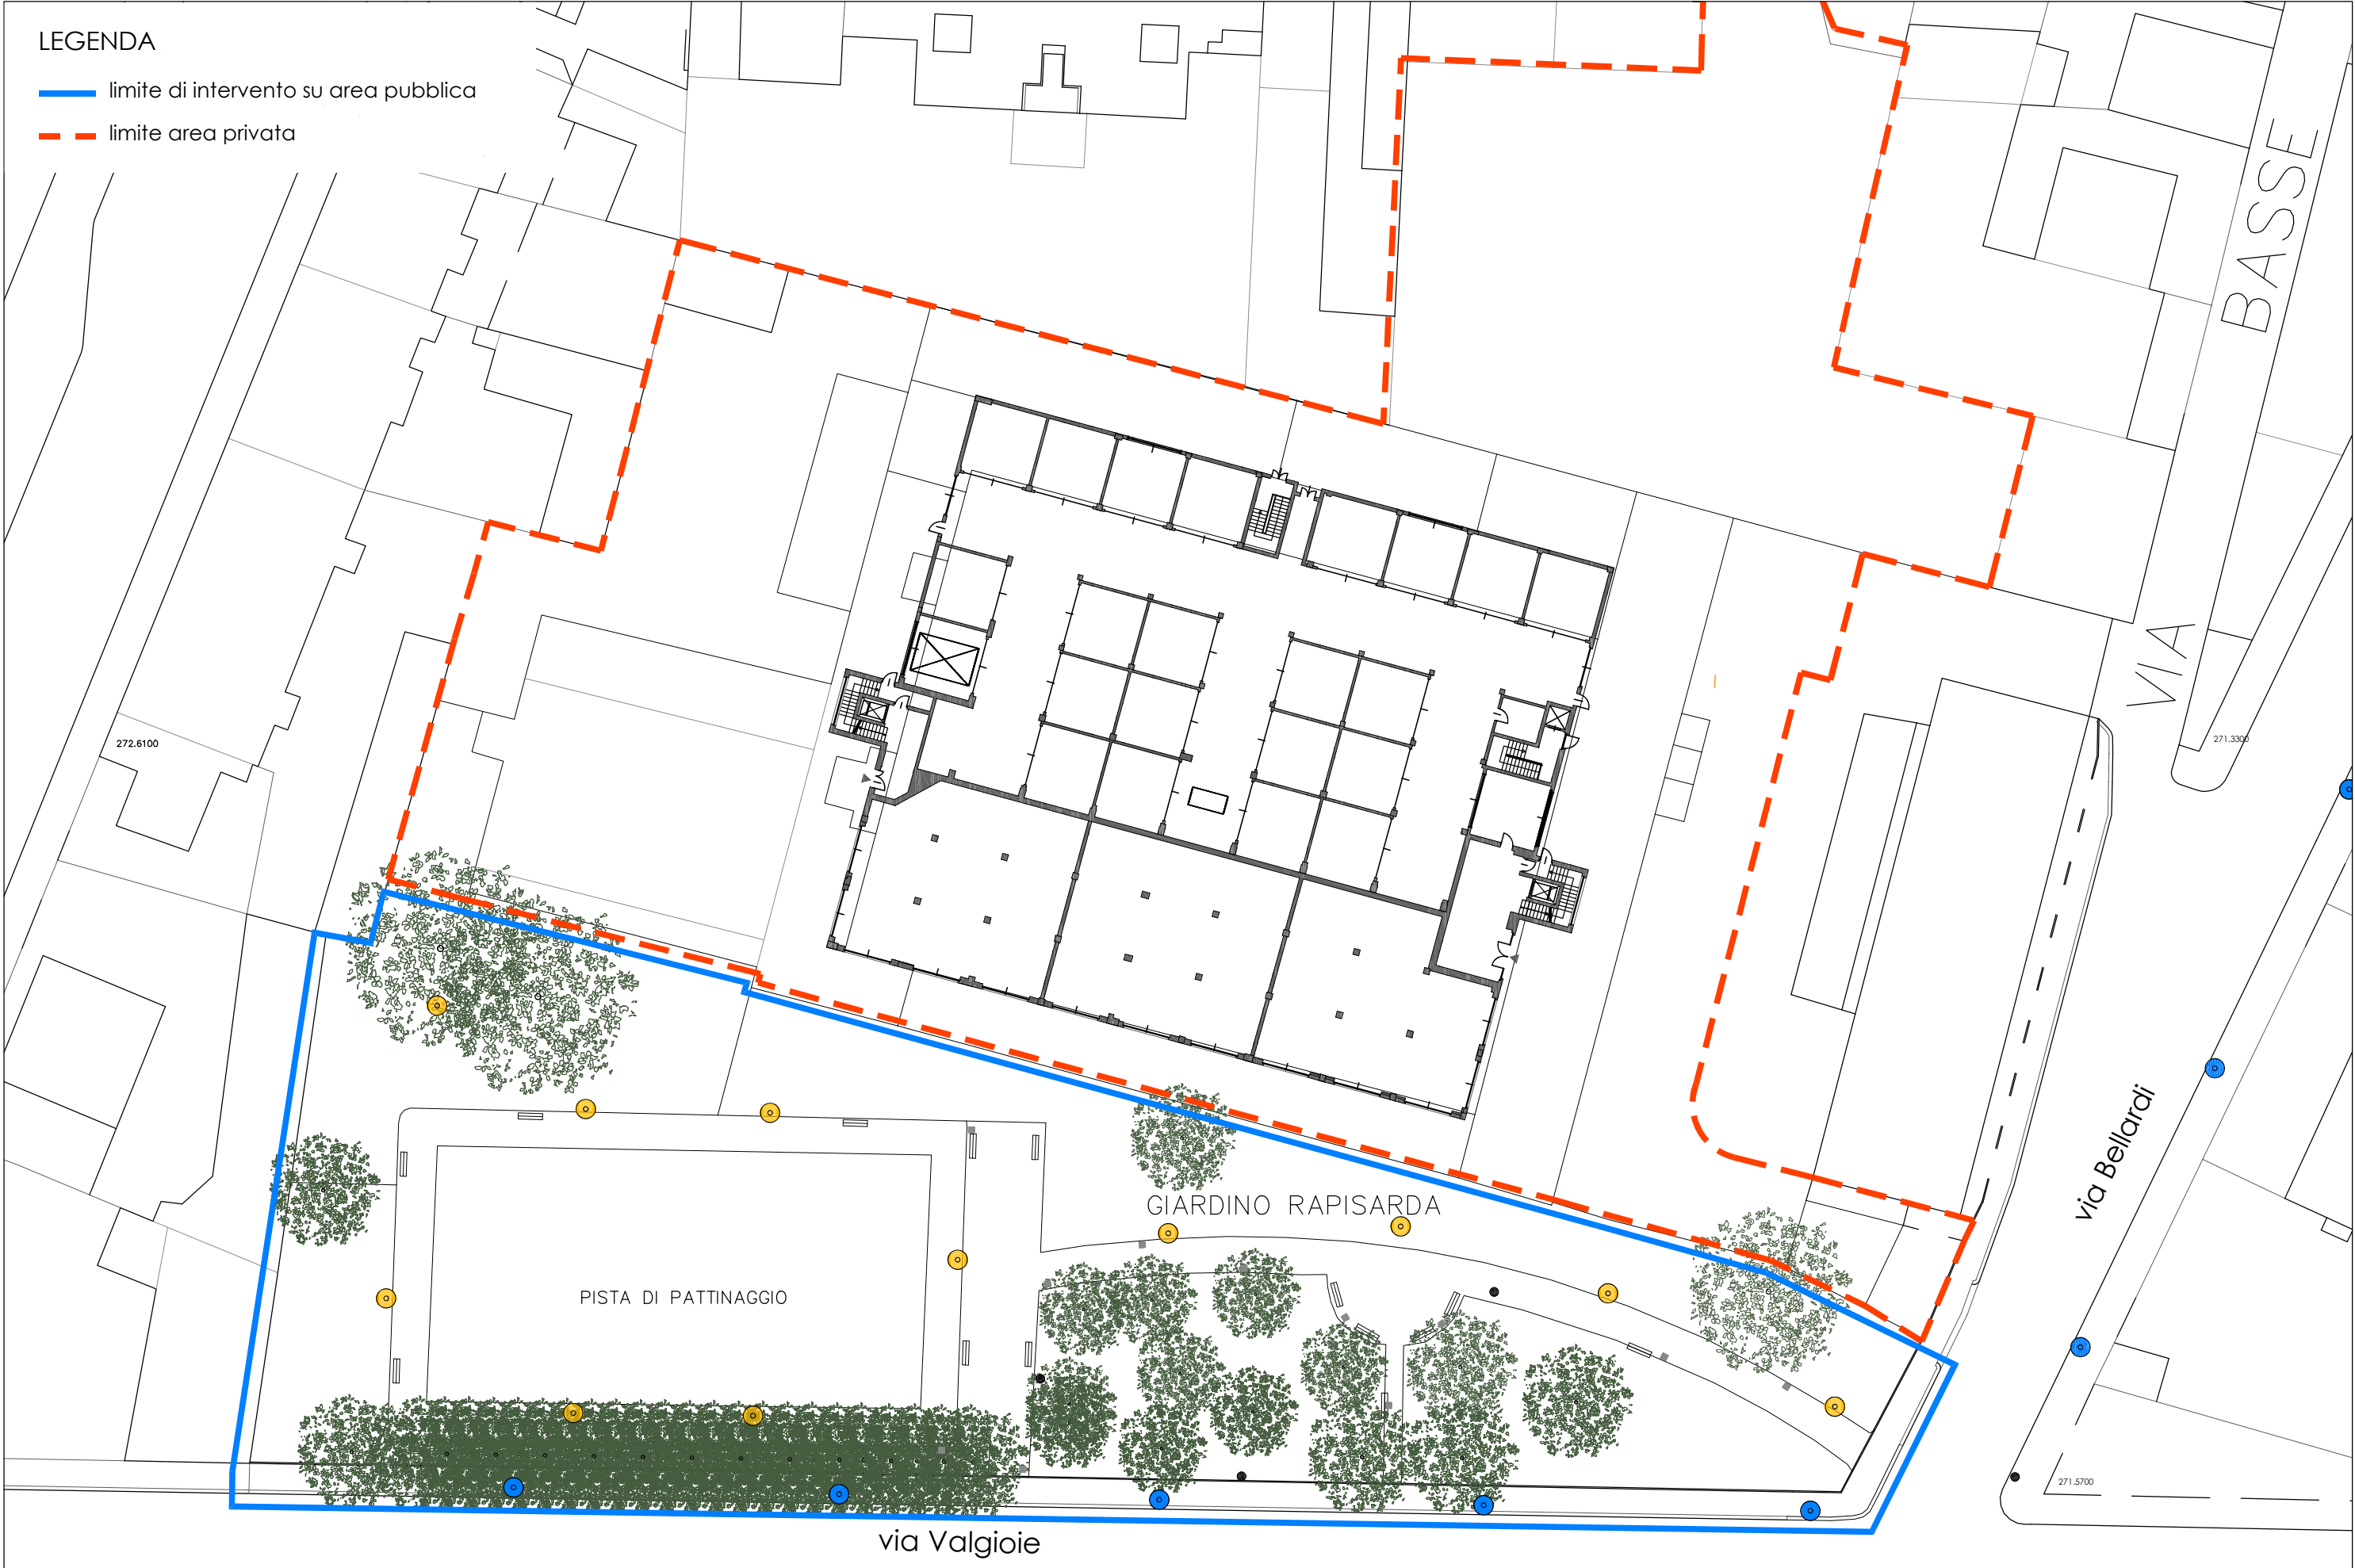 LEGENDA
limite di intervento su area pubblica
limite area privata
BASSE
VIA
272.6100
271.3300
via Bellardi
GIARDINO RAPISARDA
PISTA DI PATTINAGGIO
271.5700
via Valgioie